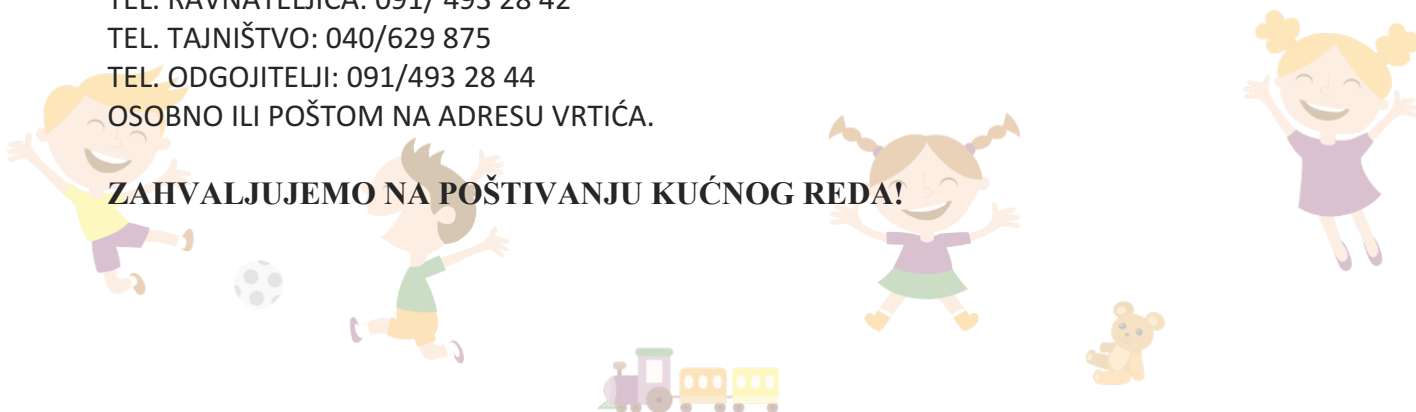 TEL. RAVNATELJICA: 091/ 493 28 42
TEL. TAJNIŠTVO: 040/629 875
TEL. ODGOJITELJI: 091/493 28 44
OSOBNO ILI POŠTOM NA ADRESU VRTIĆA.
ZAHVALJUJEMO NA POŠTIVANJU KUĆNOG REDA!